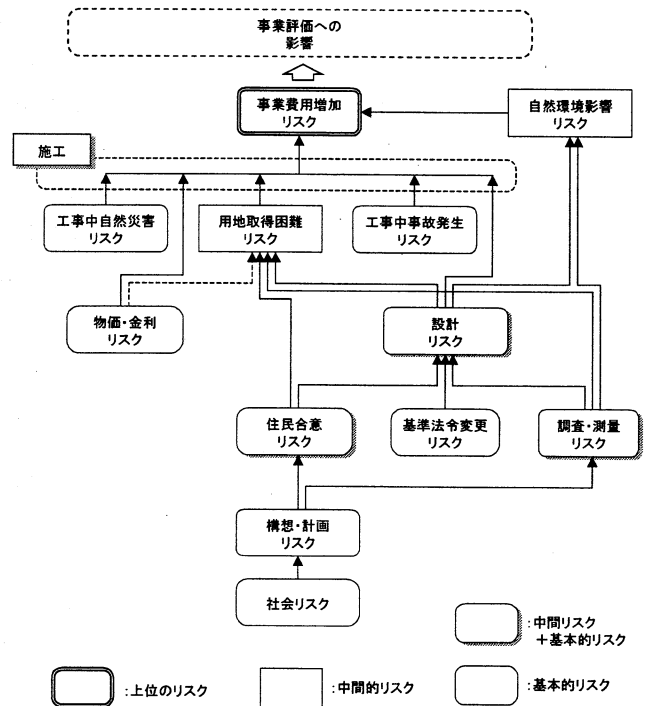 事業評価への
影響
事業費用増加
リスク
自然環境影響
リスク
施工
工事中自然災害
リスク
用地取得困難
リスク
工事中事故発生
リスク
物価・金利
リスク
設計
リスク
住民合意
リスク
基準法令変更
リスク
調査・測量
リスク
構想・計画
リスク
社会リスク
:中間リスク
+基本的リスク
:上位のリスク
:中間的リスク
:基本的リスク